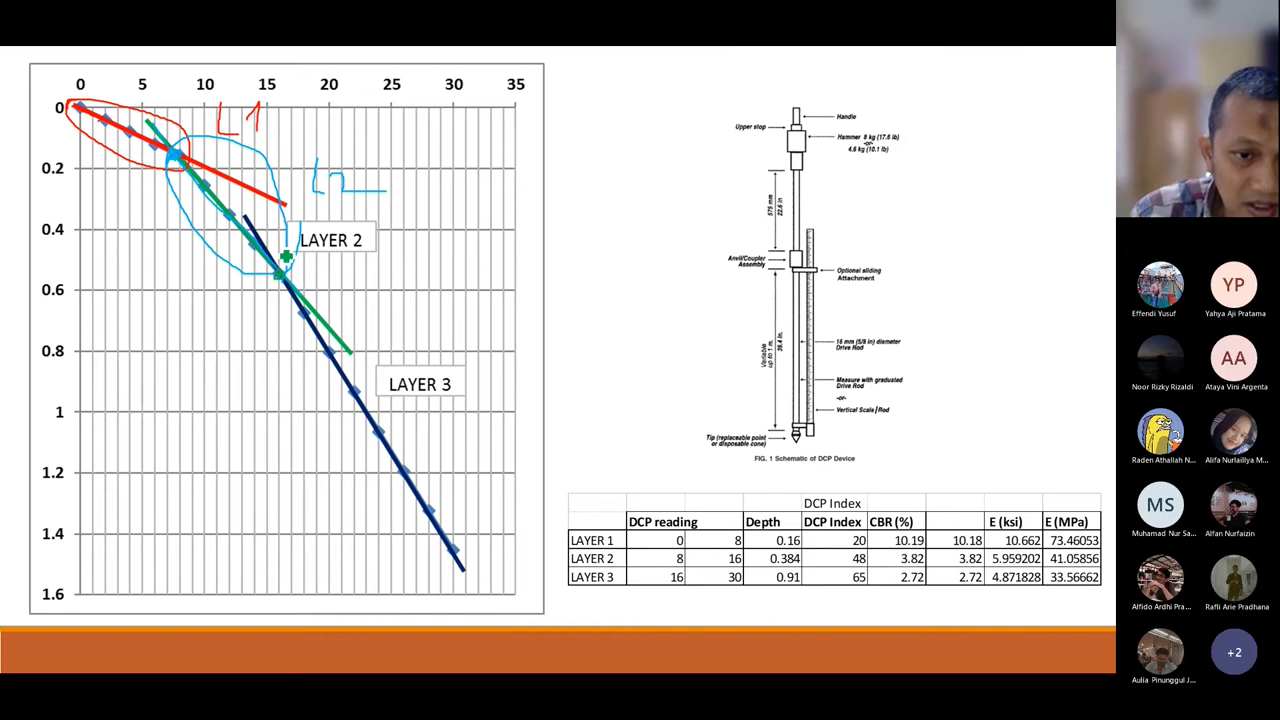 0 5 10 15 20 25 30 35
0
0.2
0.4
0.6
0.8
1
1.2
1.4
1.6
L1
L2
LAYER 2
LAYER 3
Handle
Upper stop
Hammer 8 kg (17.6 lb)
-or-
4.6 kg (10.1 lb)
575 mm
22.6 in
Anvil/Coupler
Assembly
Optional sliding
Attachment
Variable
up to 1 m,
39.4 in.
16 mm (5/8 in) diameter
Drive Rod
Measure with graduated
Drive Rod
-or-
Vertical Scale/Rod
Tip (replaceable point
or disposable cone)
FIG. 1 Schematic of DCP Device
DCP Index
DCP reading Depth DCP Index CBR (%) E (ksi) E (MPa)
LAYER 1 0 8 0.16 20 10.19 10.18 10.662 73.46053
LAYER 2 8 16 0.384 48 3.82 3.82 5.959202 41.05856
LAYER 3 16 30 0.91 65 2.72 2.72 4.871828 33.56662
YP
Effendi Yusuf
Yahya Aji Pratama
AA
Noor Rizky Rizaldi
Ataya Vini Argenta
Raden Athallah N...
Alifa Nurlaillya M...
MS
Muhamad Nur Sa...
Alfan Nurfaizin
Alfido Ardhi Pra...
Rafli Arie Pradhana
+2
Aulia Pinunggul J...